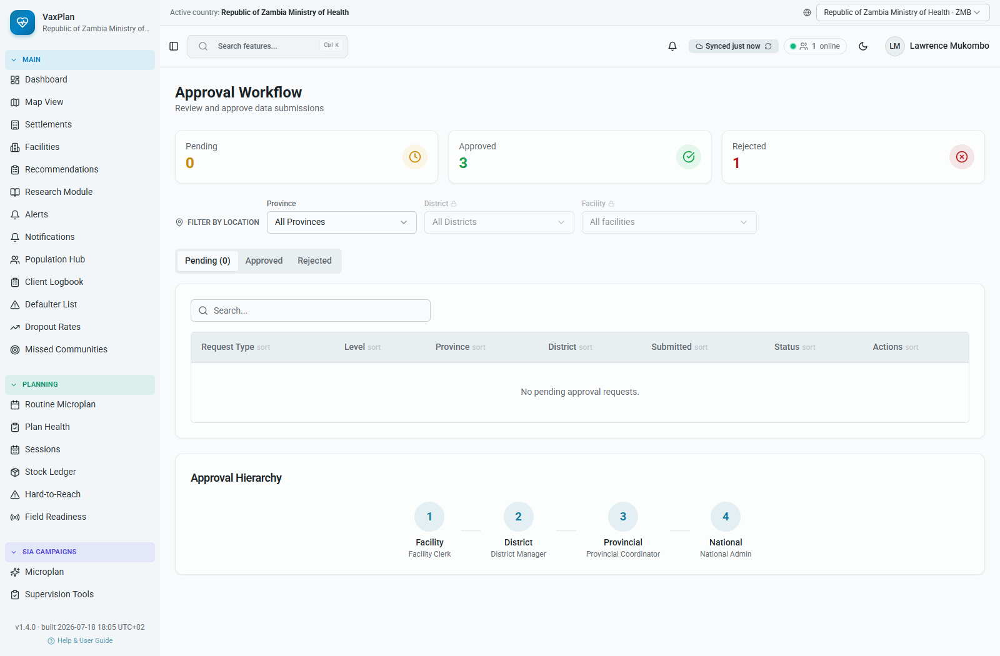 VaxPlan
Republic of Zambia Ministry of...
Active country: Republic of Zambia Ministry of Health
Republic of Zambia Ministry of Health · ZMB
Search features...
Ctrl K
Synced just now
1 online
LM
Lawrence Mukombo
MAIN
Dashboard
Map View
Settlements
Facilities
Recommendations
Research Module
Alerts
Notifications
Population Hub
Client Logbook
Defaulter List
Dropout Rates
Missed Communities
PLANNING
Routine Microplan
Plan Health
Sessions
Stock Ledger
Hard-to-Reach
Field Readiness
SIA CAMPAIGNS
Microplan
Supervision Tools
v1.4.0 · built 2026-07-18 18:05 UTC+02
Help & User Guide
Approval Workflow
Review and approve data submissions
Pending
0
Approved
3
Rejected
1
FILTER BY LOCATION
Province
All Provinces
District
All Districts
Facility
All facilities
Pending (0) Approved Rejected
Search...
Request Type sort Level sort Province sort District sort Submitted sort Status sort Actions sort
No pending approval requests.
Approval Hierarchy
1 2 3 4
Facility District Provincial National
Facility Clerk District Manager Provincial Coordinator National Admin